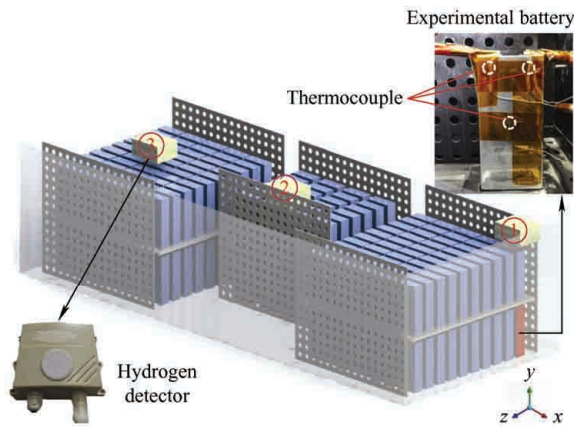 Experimental battery
Thermocouple
3
2
1
Hydrogen
detector
y
z
x